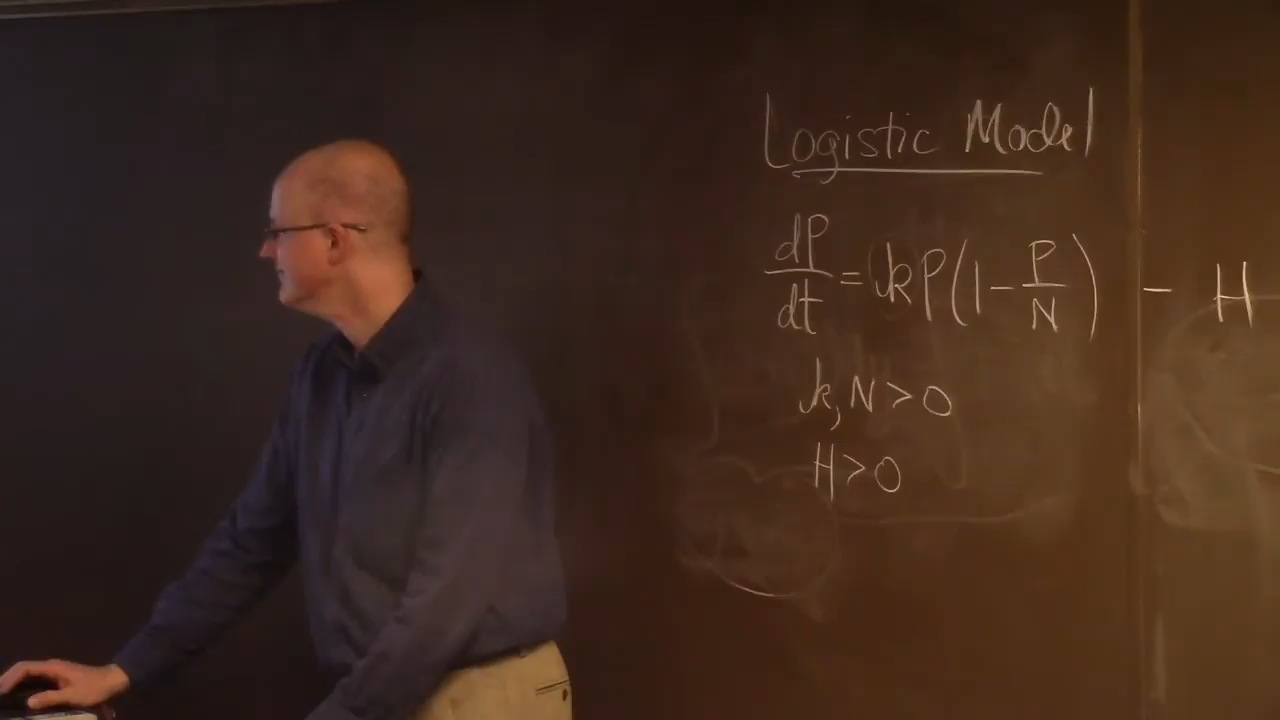 Logistic Model
dP/dt = kP(1 - P/N) - H
k, N > 0
H > 0